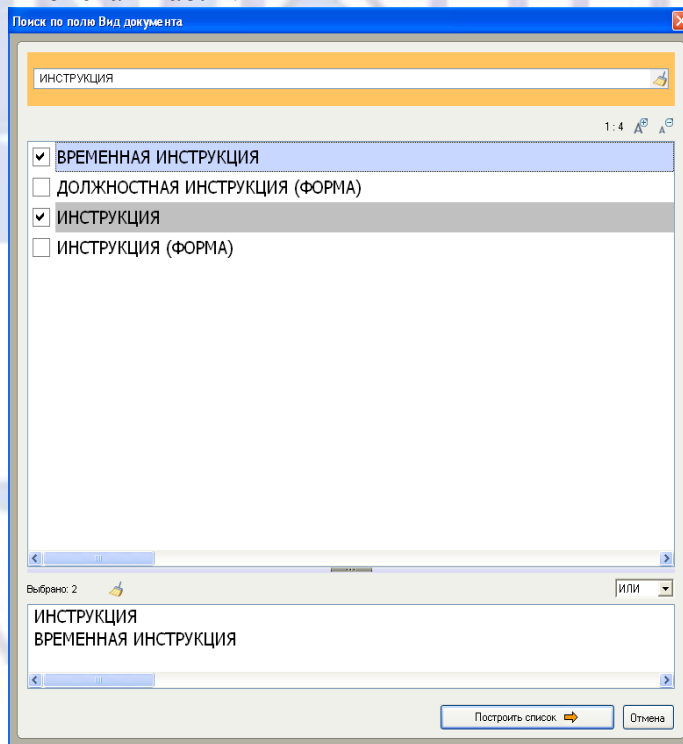 Поиск по полю Вид документа
ИНСТРУКЦИЯ
1 : 4
ВРЕМЕННАЯ ИНСТРУКЦИЯ
ДОЛЖНОСТНАЯ ИНСТРУКЦИЯ (ФОРМА)
ИНСТРУКЦИЯ
ИНСТРУКЦИЯ (ФОРМА)
Выбрано: 2
ИЛИ
ИНСТРУКЦИЯ
ВРЕМЕННАЯ ИНСТРУКЦИЯ
Построить список
Отмена